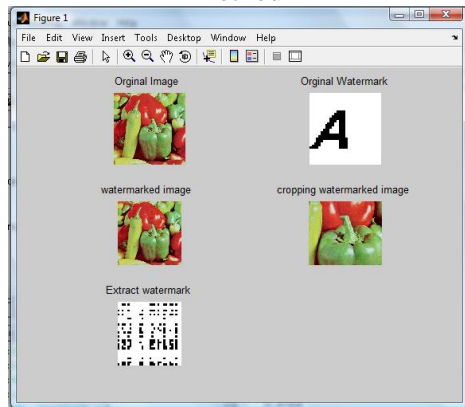 Figure 1
File Edit View Insert Tools Desktop Window Help
Orginal Image
Orginal Watermark
A
watermarked image
cropping watermarked image
Extract watermark